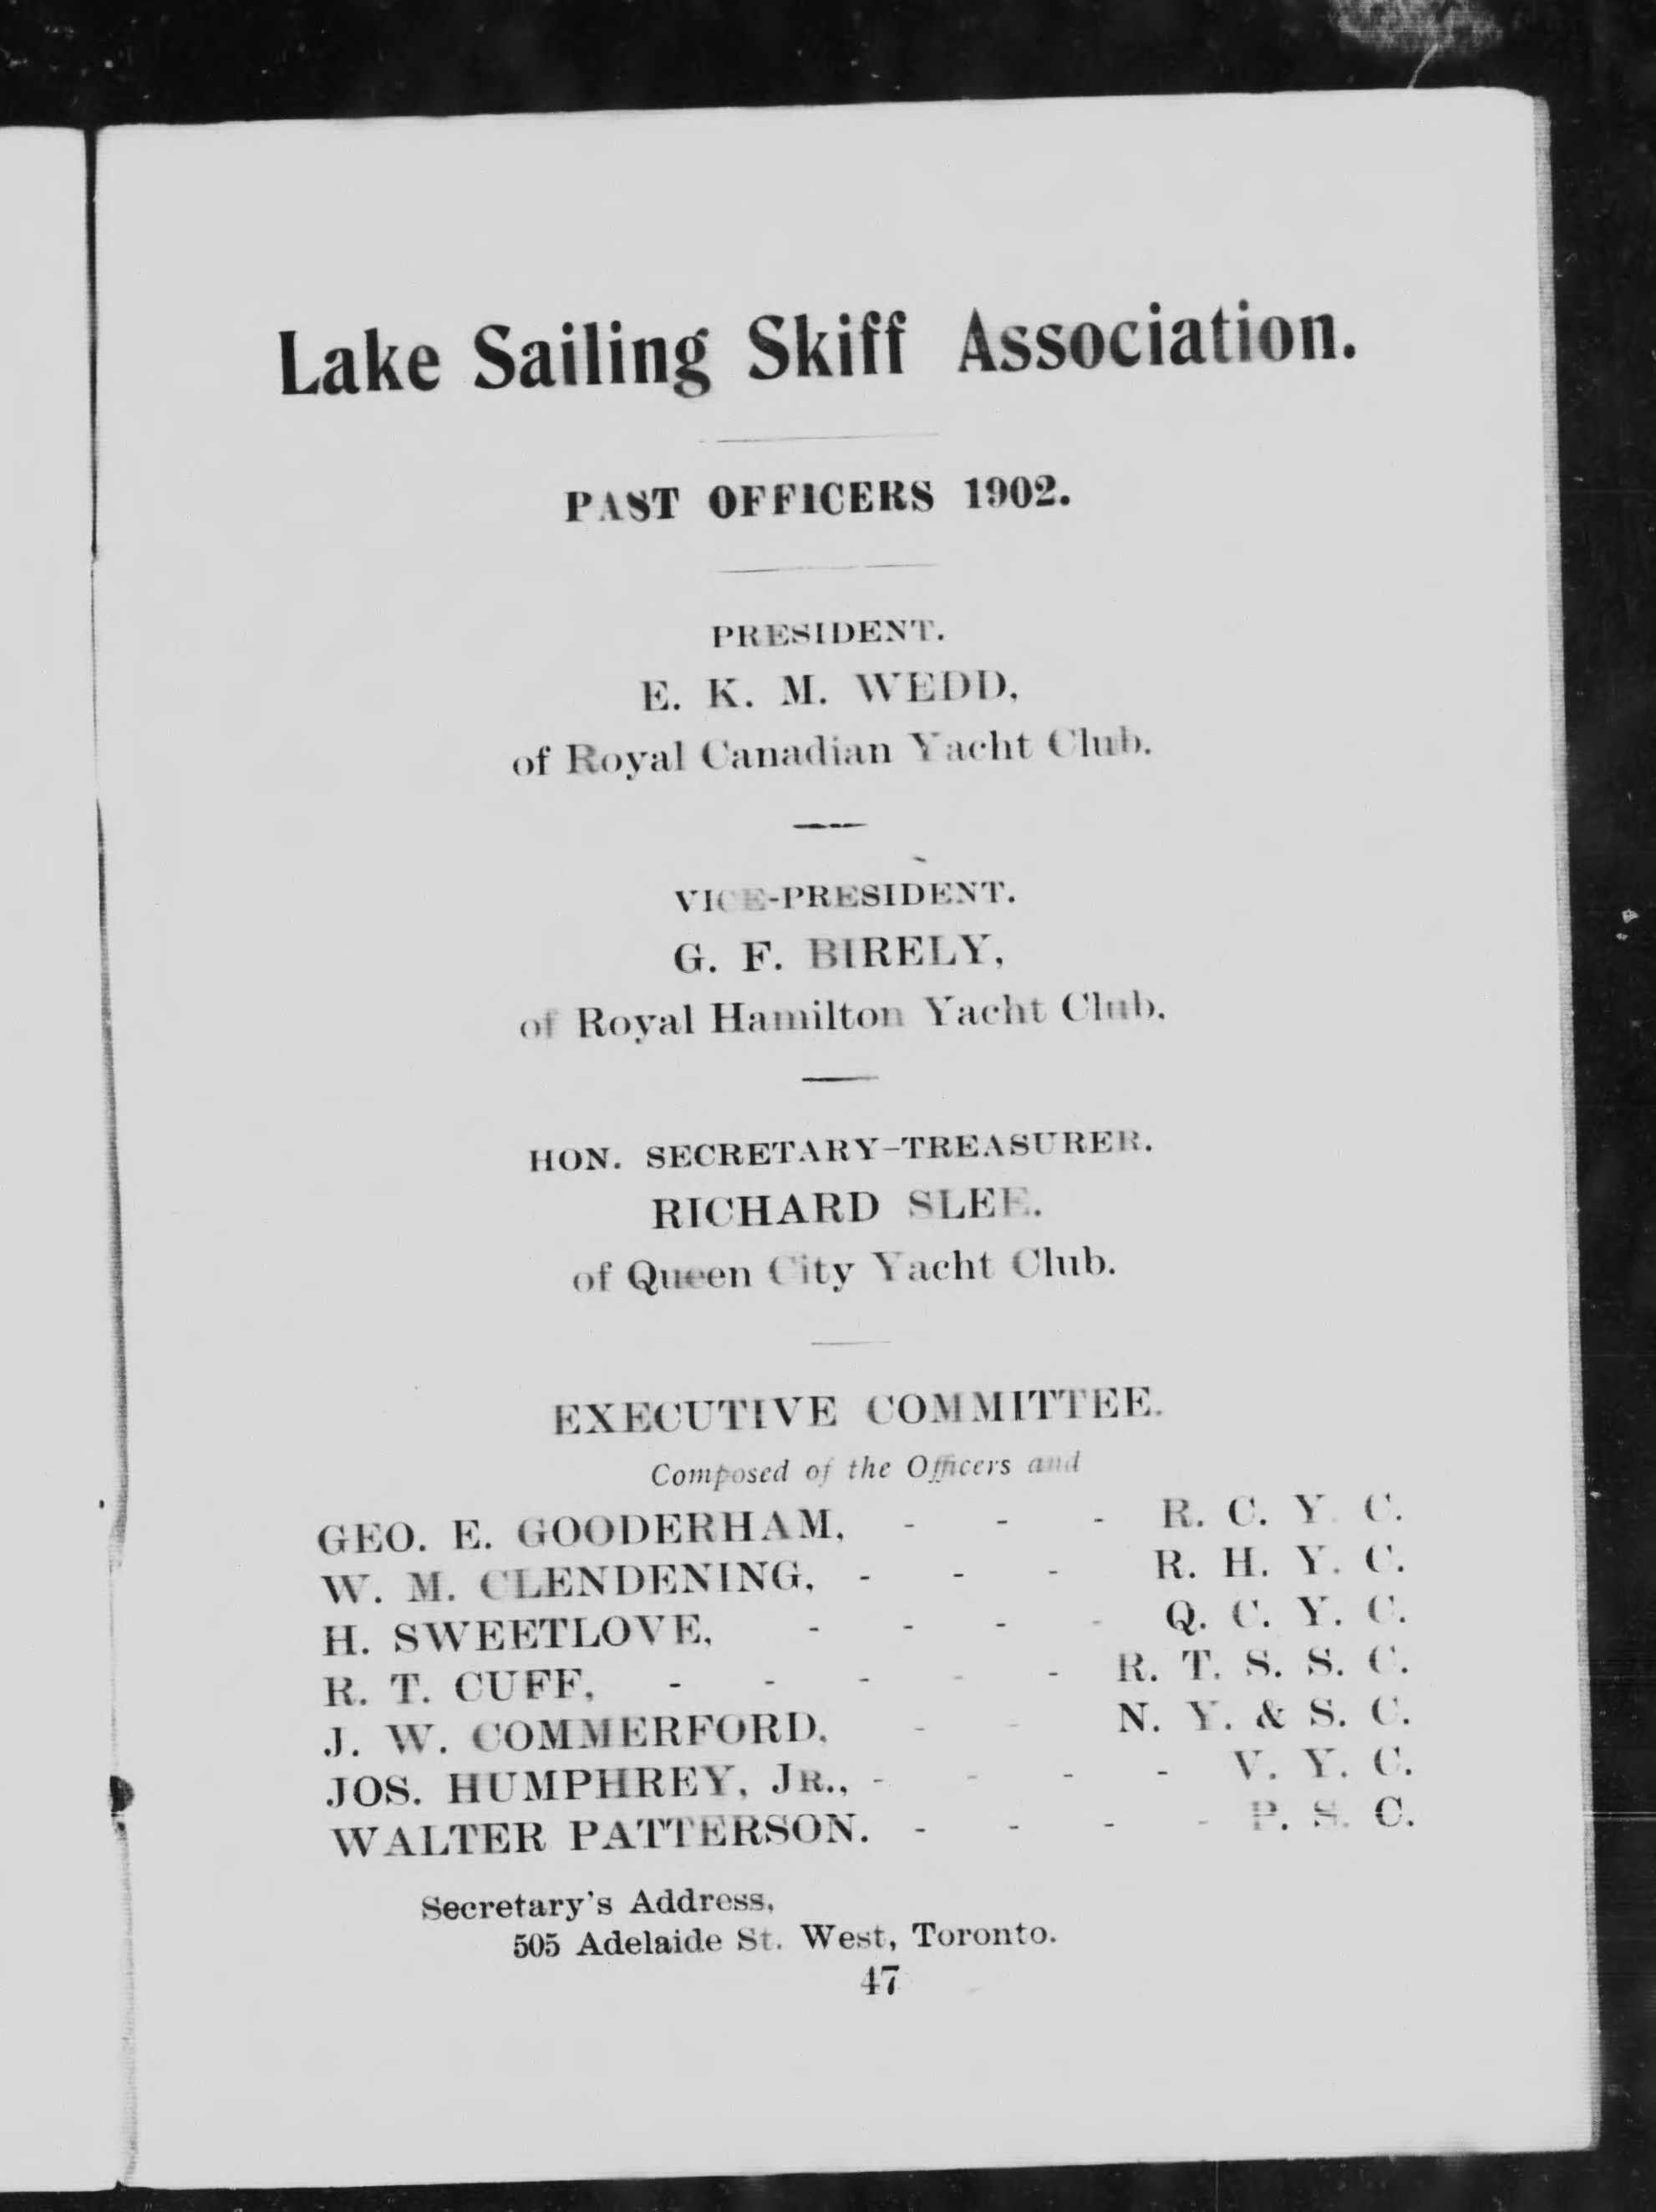 Lake Sailing Skiff Association.
PAST OFFICERS 1902.
PRESIDENT.
E. K. M. WEDD,
of Royal Canadian Yacht Club.
VICE-PRESIDENT.
G. F. BIRELY,
of Royal Hamilton Yacht Club.
HON. SECRETARY-TREASURER.
RICHARD SLEE.
of Queen City Yacht Club.
EXECUTIVE COMMITTEE.
Composed of the Officers and
GEO. E. GOODERHAM, - - - R. C. Y. C.
W. M. CLENDENING, - - - R. H. Y. C.
H. SWEETLOVE, - - - - Q. C. Y. C.
R. T. CUFF, - - - - - R. T. S. S. C.
J. W. COMMERFORD, - - N. Y. & S. C.
JOS. HUMPHREY, JR., - - - - V. Y. C.
WALTER PATTERSON. - - - - P. S. C.
Secretary's Address,
505 Adelaide St. West, Toronto.
47